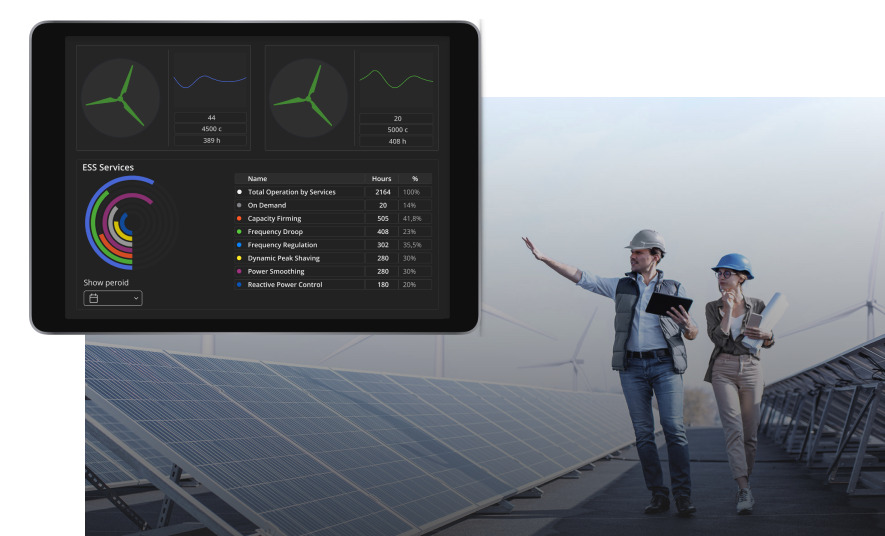 44
4500 c
389 h
20
5000 c
408 h
ESS Services
Name Hours %
Total Operation by Services 2164 100%
On Demand 20 14%
Capacity Firming 505 41,8%
Frequency Droop 408 23%
Frequency Regulation 302 35,5%
Dynamic Peak Shaving 280 30%
Power Smoothing 280 30%
Reactive Power Control 180 20%
Show peroid